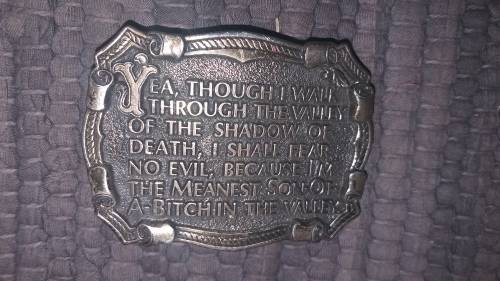 YEA, THOUGH I WALK
THROUGH THE VALLEY
OF THE SHADOW OF
DEATH, I SHALL FEAR
NO EVIL, BECAUSE I'M
THE MEANEST SON-OF-
A-BITCH IN THE VALLEY.